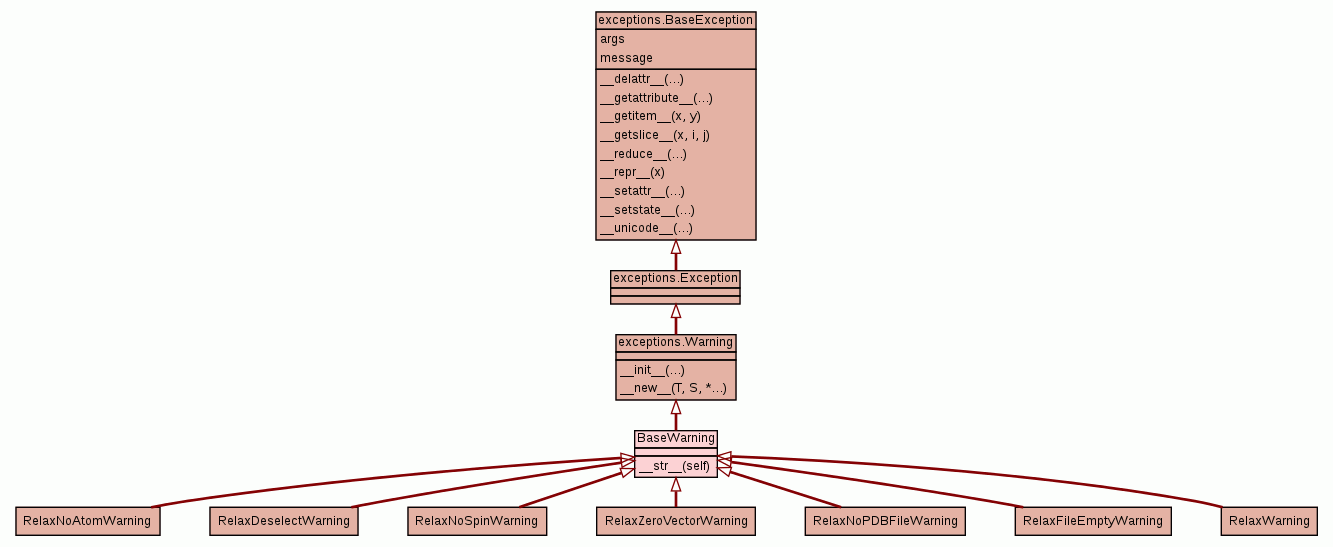 exceptions.BaseException
args
message
__delattr__(...)
__getattribute__(...)
__getitem__(x, y)
__getslice__(x, i, j)
__reduce__(...)
__repr__(x)
__setattr__(...)
__setstate__(...)
__unicode__(...)
exceptions.Exception
exceptions.Warning
__init__(...)
__new__(T, S, *...)
BaseWarning
__str__(self)
RelaxNoAtomWarning
RelaxDeselectWarning
RelaxNoSpinWarning
RelaxZeroVectorWarning
RelaxNoPDBFileWarning
RelaxFileEmptyWarning
RelaxWarning